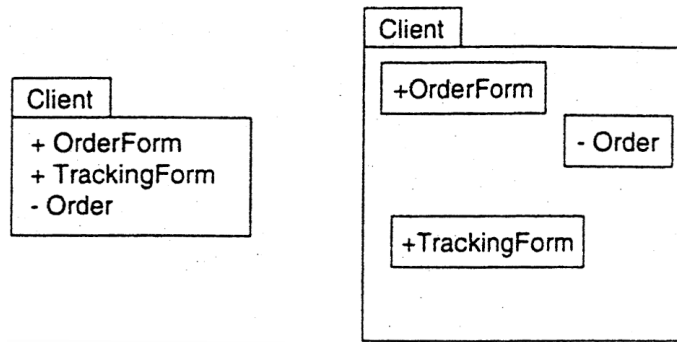 Client
+ OrderForm
+ TrackingForm
- Order
Client
+OrderForm
- Order
+TrackingForm